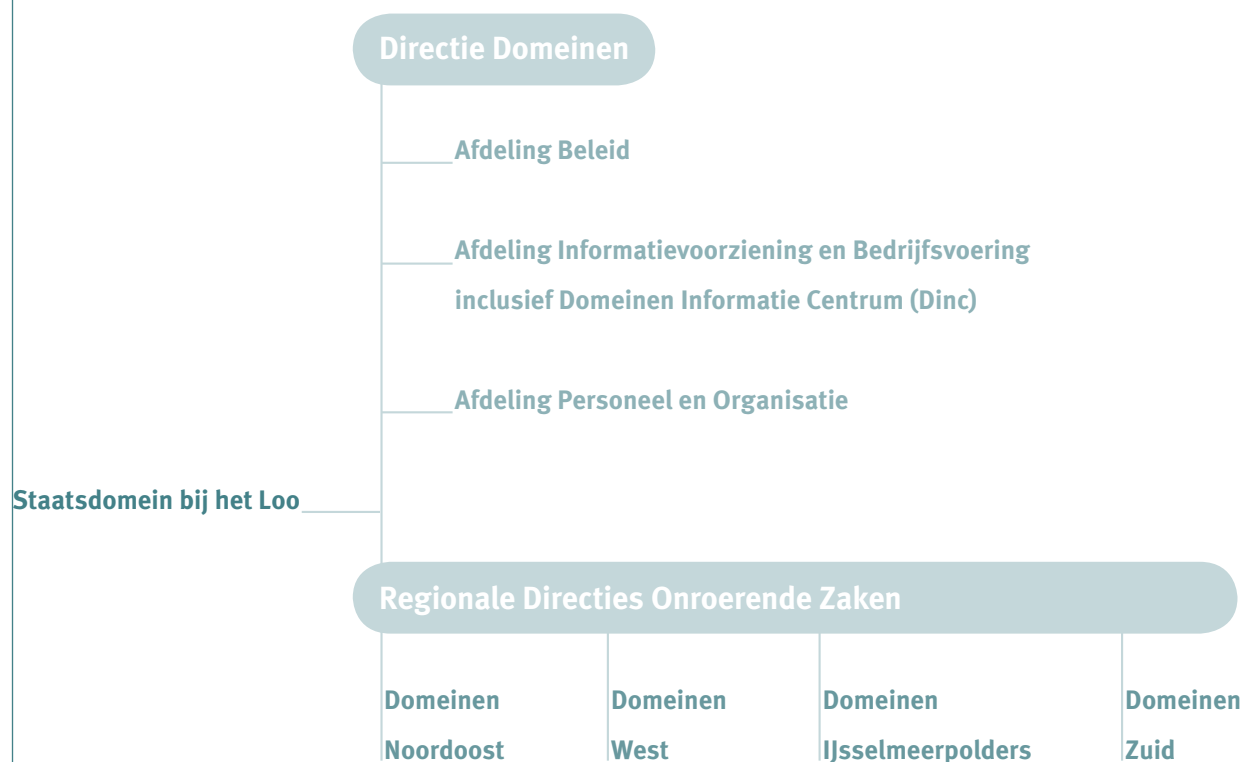 Directie Domeinen
Afdeling Beleid
Afdeling Informatievoorziening en Bedrijfsvoering
inclusief Domeinen Informatie Centrum (Dinc)
Afdeling Personeel en Organisatie
Staatsdomein bij het Loo
Regionale Directies Onroerende Zaken
Domeinen
Noordoost
Domeinen
West
Domeinen
IJsselmeerpolders
Domeinen
Zuid